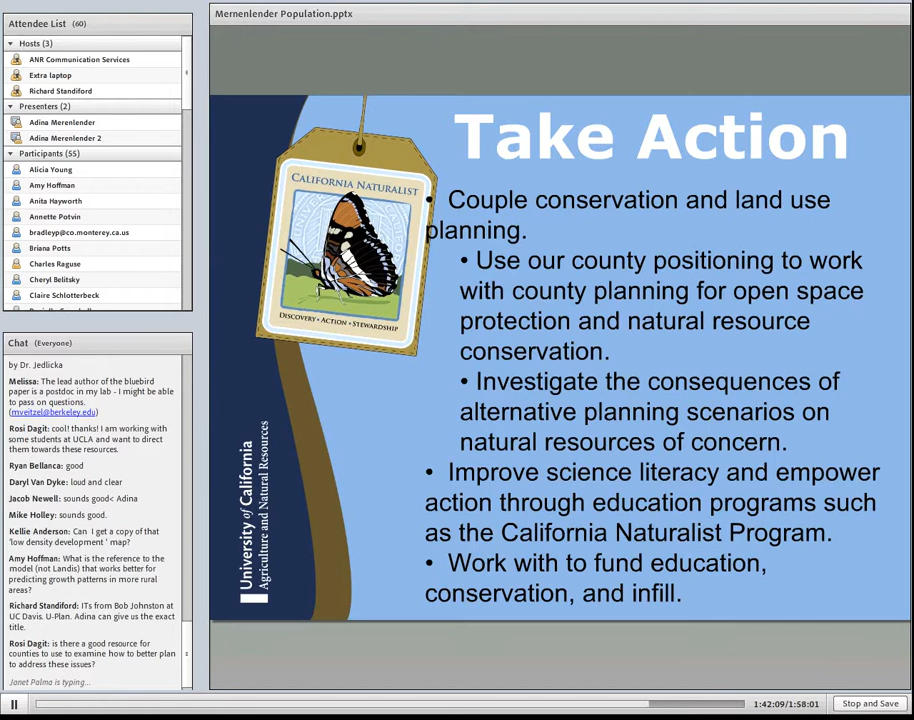 Mernenlender Population.pptx
Attendee List (60)
Hosts (3)
ANR Communication Services
Extra laptop
Richard Standiford
Presenters (2)
Adina Merenlender
Adina Merenlender 2
Participants (55)
Alicia Young
Amy Hoffman
Anita Hayward
Annette Potvin
bradleyp@co.monterey.ca.us
Briana Potts
Charles Raguse
Cheryl Belitsky
Claire Schlotterbeck
Chat (Everyone)
by Dr. Jedlicka
Melissa: The lead author of the bluebird
paper is a postdoc in my lab - I might be able
to pass on questions.
(mveitzel@berkeley.edu)
Rosi Dagit: cool! thanks! I am working with
some students at UCLA and want to direct
them towards these resources.
Ryan Bellanca: good
Daryl Van Dyke: loud and clear
Jacob Newell: sounds good< Adina
Mike Holley: sounds good.
Kellie Anderson: Can I get a copy of that
'low density development ' map?
Amy Hoffman: What is the reference to the
model (not Landis) that works better for
predicting growth patterns in more rural
areas?
Richard Standiford: ITs from Bob Johnston at
UC Davis. U-Plan. Adina can give us the exact
title.
Rosi Dagit: is there a good resource for
counties to use to examine how to better plan
to address these issues?
Janet Palma is typing...
Take Action
• Couple conservation and land use
planning.
• Use our county positioning to work
with county planning for open space
protection and natural resource
conservation.
• Investigate the consequences of
alternative planning scenarios on
natural resources of concern.
• Improve science literacy and empower
action through education programs such
as the California Naturalist Program.
• Work with to fund education,
conservation, and infill.
CALIFORNIA NATURALIST
DISCOVERY • ACTION • STEWARDSHIP
University of California
Agriculture and Natural Resources
1:42:09/1:58:01
Stop and Save